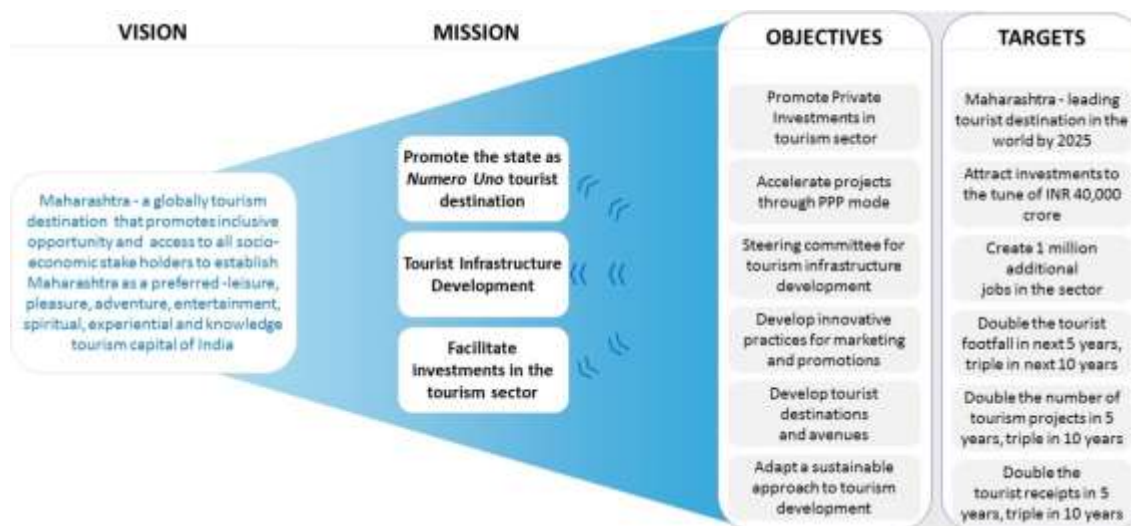 VISION
MISSION
OBJECTIVES
TARGETS
Maharashtra - a globally tourism
destination that promotes inclusive
opportunity and access to all socio-
economic stake holders to establish
Maharashtra as a preferred -leisure,
pleasure, adventure, entertainment,
spiritual, experiential and knowledge
tourism capital of India
Promote the state as
Numero Uno tourist
destination
Tourist Infrastructure
Development
Facilitate
investments in the
tourism sector
Promote Private
Investments in
tourism sector
Accelerate projects
through PPP mode
Steering committee for
tourism infrastructure
development
Develop innovative
practices for marketing
and promotions
Develop tourist
destinations
and avenues
Adapt a sustainable
approach to tourism
development
Maharashtra - leading
tourist destination in the
world by 2025
Attract investments to
the tune of INR 40,000
crore
Create 1 million
additional
jobs in the sector
Double the tourist
footfall in next 5 years,
triple in next 10 years
Double the number of
tourism projects in 5
years, triple in 10 years
Double the
tourist receipts in 5
years, triple in 10 years